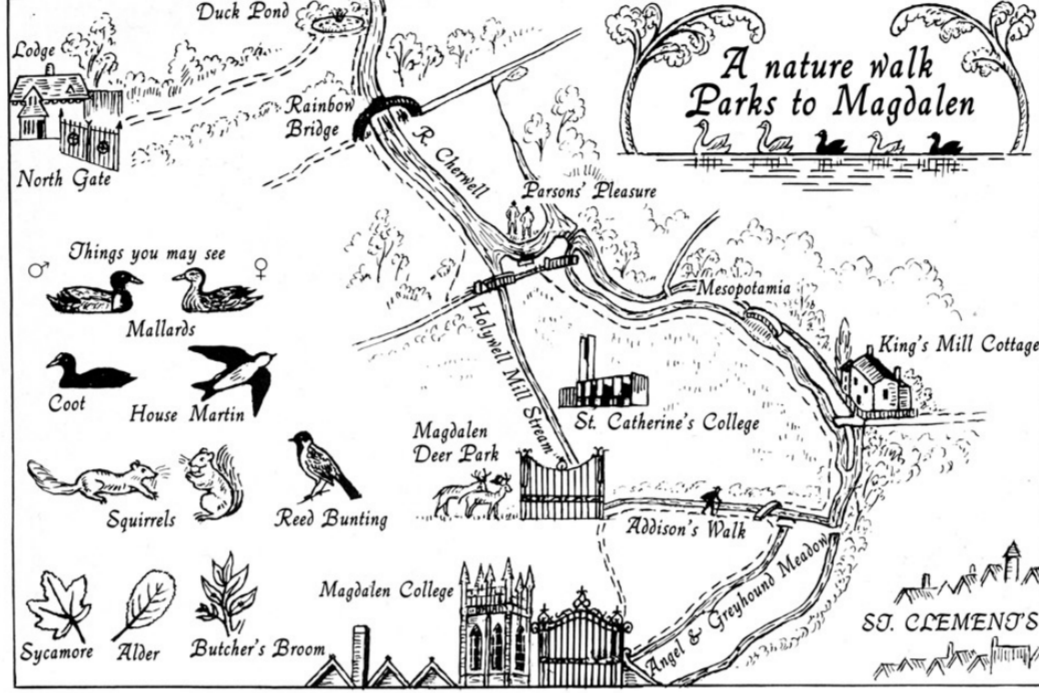 A nature walk
Parks to Magdalen
Duck Pond
Lodge
North Gate
Rainbow
Bridge
R. Cherwell
Parsons' Pleasure
Things you may see
♂
♀
Mallards
Coot
House Martin
Squirrels
Reed Bunting
Sycamore
Alder
Butcher's Broom
Holywell Mill Stream
Mesopotamia
King's Mill Cottage
St. Catherine's College
Magdalen
Deer Park
Addison's Walk
Magdalen College
Angel & Greyhound Meadow
ST. CLEMENT'S